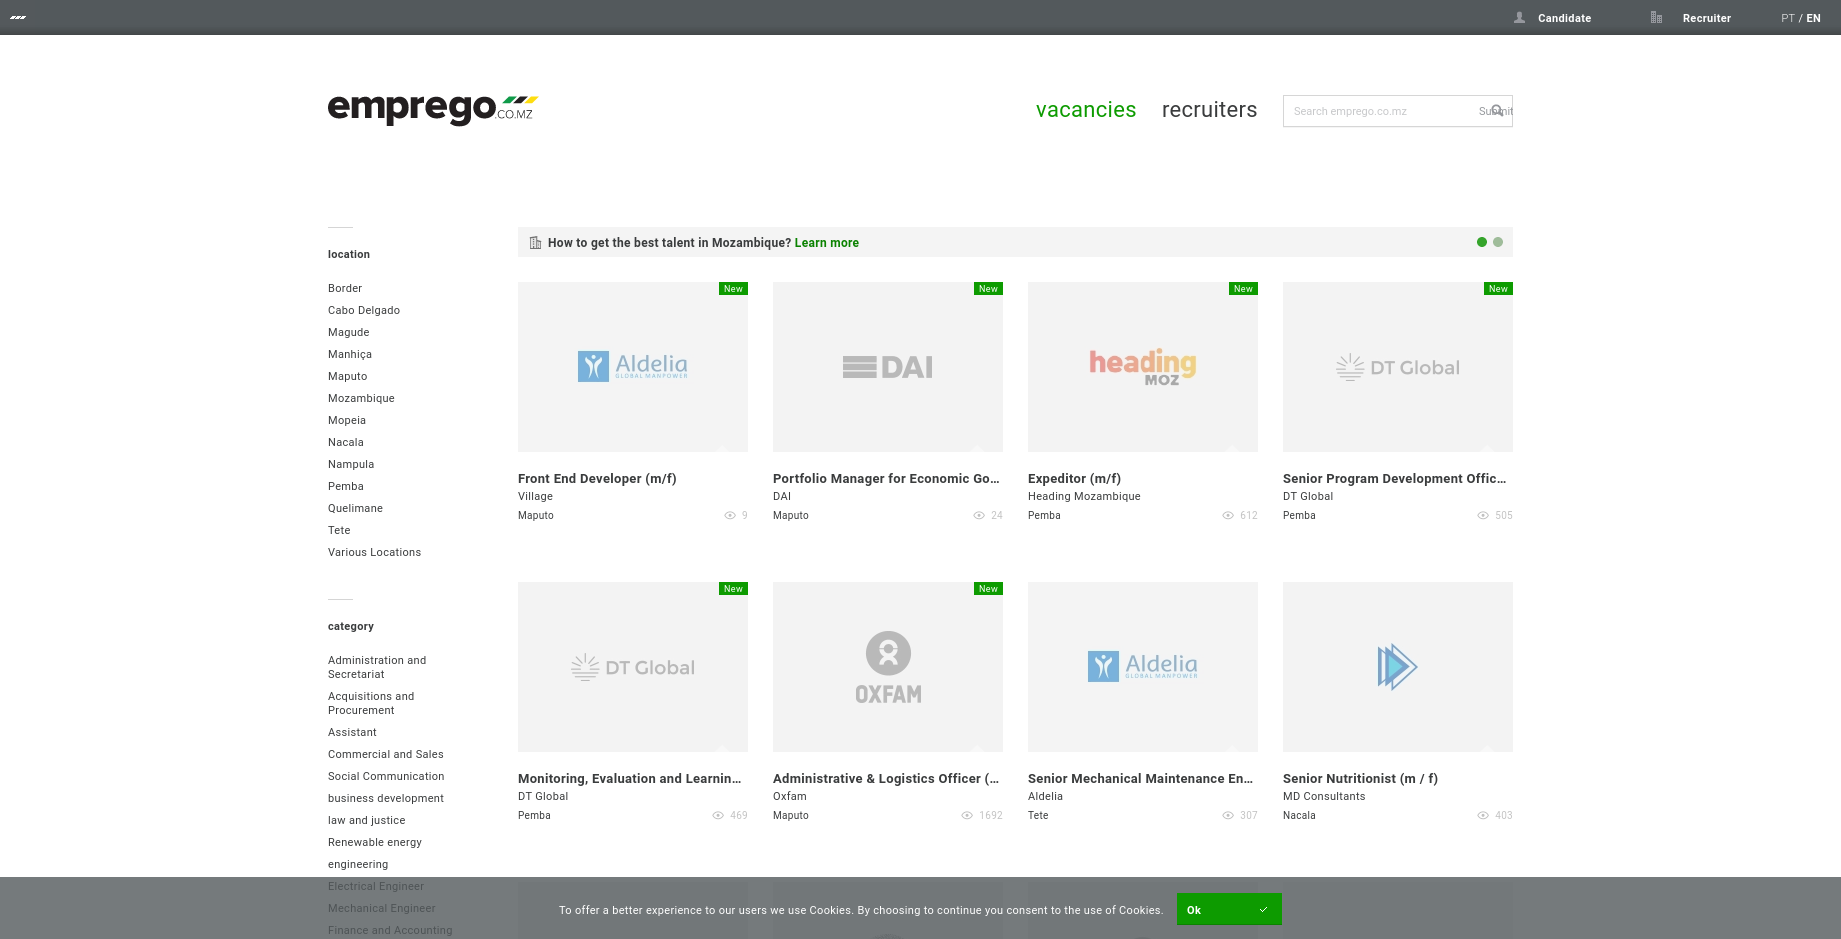 Candidate
Recruiter
PT / EN
emprego
.CO.MZ
vacancies
recruiters
Search emprego.co.mz
Submit
location
Border
Cabo Delgado
Magude
Manhiça
Maputo
Mozambique
Mopeia
Nacala
Nampula
Pemba
Quelimane
Tete
Various Locations
category
Administration and
Secretariat
Acquisitions and
Procurement
Assistant
Commercial and Sales
Social Communication
business development
law and justice
Renewable energy
engineering
Electrical Engineer
Mechanical Engineer
Finance and Accounting
How to get the best talent in Mozambique? Learn more
New
Aldelia
GLOBAL MANPOWER
Front End Developer (m/f)
Village
Maputo
9
New
DAI
Portfolio Manager for Economic Go...
DAI
Maputo
24
New
heading
MOZ
Expeditor (m/f)
Heading Mozambique
Pemba
612
New
DT Global
Senior Program Development Offic...
DT Global
Pemba
505
New
DT Global
Monitoring, Evaluation and Learnin...
DT Global
Pemba
469
New
OXFAM
Administrative & Logistics Officer (...
Oxfam
Maputo
1692
Aldelia
GLOBAL MANPOWER
Senior Mechanical Maintenance En...
Aldelia
Tete
307
Senior Nutritionist (m / f)
MD Consultants
Nacala
403
To offer a better experience to our users we use Cookies. By choosing to continue you consent to the use of Cookies.
Ok